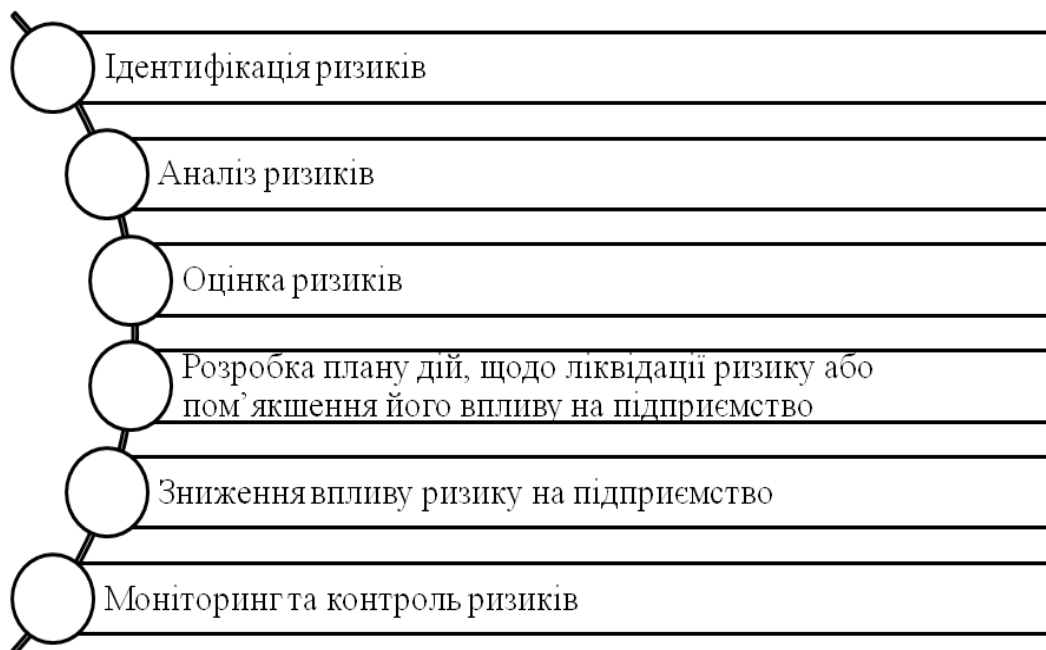 Ідентифікація ризиків
Аналіз ризиків
Оцінка ризиків
Розробка плану дій, щодо ліквідації ризику або
пом’якшення його впливу на підприємство
Зниження впливу ризику на підприємство
Моніторинг та контроль ризиків